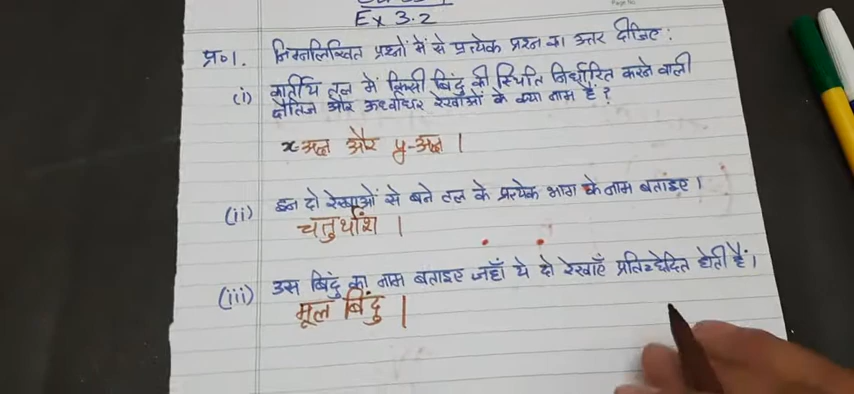 Ex 3.2
प्र०1. निम्नलिखित प्रश्नों में से प्रत्येक प्रश्न का उत्तर दीजिए:
(i) कार्तीय तल में किसी बिंदु की स्थिति निर्धारित करने वाली
क्षैतिज और उर्ध्वाधर रेखाओं के क्या नाम हैं?
x-अक्ष और y-अक्ष।
(ii) इन दो रेखाओं से बने तल के प्रत्येक भाग के नाम बताइए।
चतुर्थांश।
(iii) उस बिंदु का नाम बताइए जहाँ ये दो रेखाएँ प्रतिच्छेदित होती हैं।
मूल बिंदु।